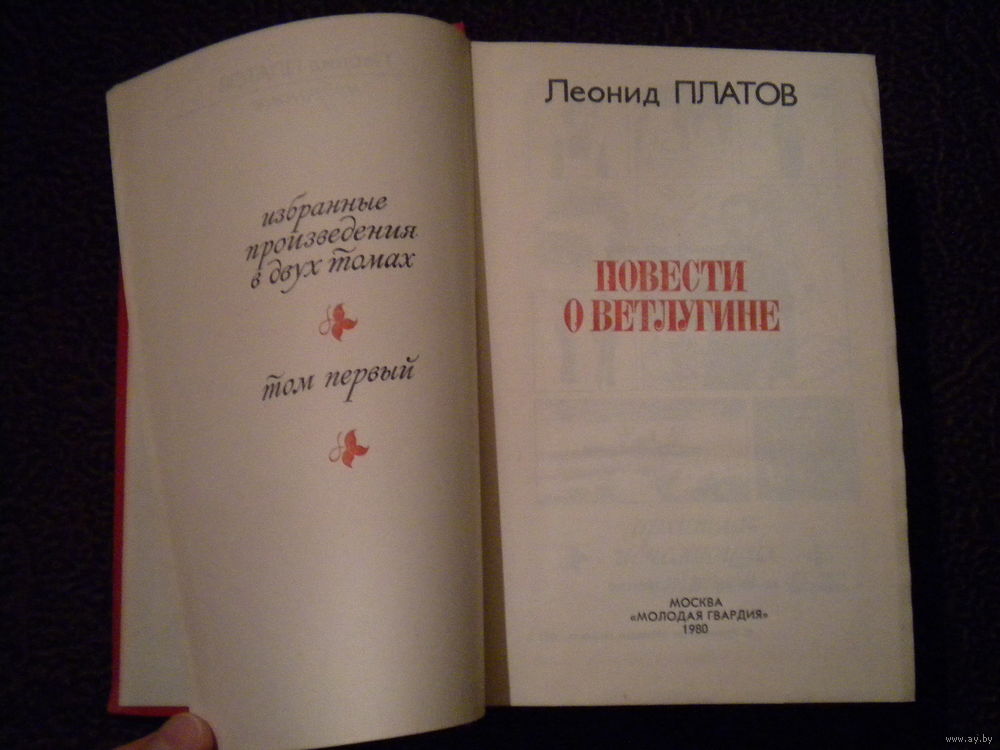 избранные
произведения
в двух томах
том первый
Леонид ПЛАТОВ
ПОВЕСТИ
О ВЕТЛУГИНЕ
МОСКВА
«МОЛОДАЯ ГВАРДИЯ»
1980
www.ay.by